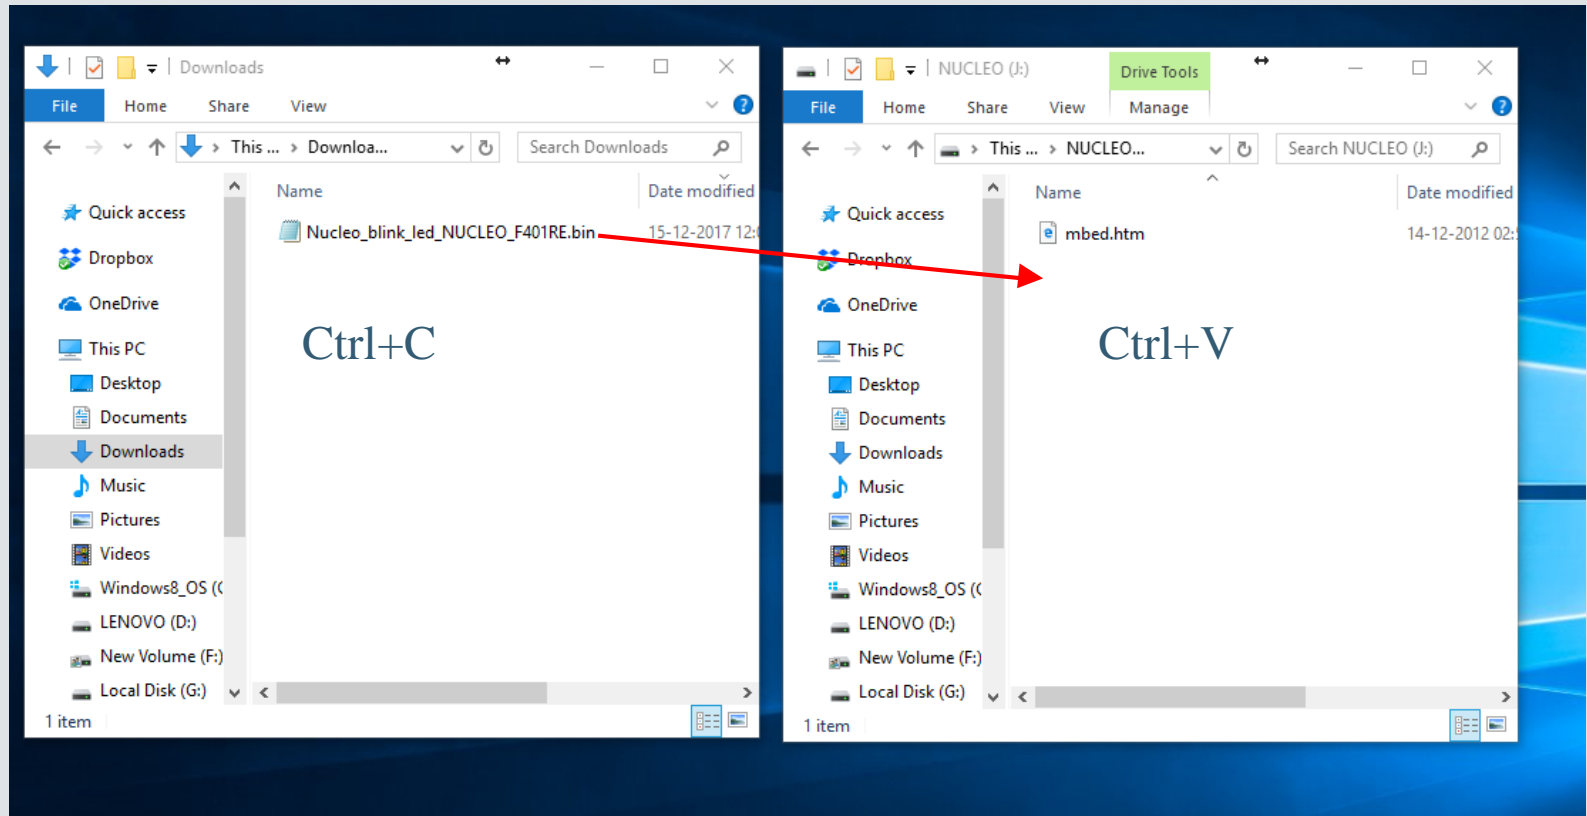 Downloads
File Home Share View
This ... Downloa... Search Downloads
Name Date modified
Quick access
Nucleo_blink_led_NUCLEO_F401RE.bin 15-12-2017 12:
Dropbox
OneDrive
This PC
Ctrl+C
Desktop
Documents
Downloads
Music
Pictures
Videos
Windows8_OS (
LENOVO (D:)
New Volume (F:)
Local Disk (G:)
1 item
NUCLEO (J:) Drive Tools
File Home Share View Manage
This ... NUCLEO... Search NUCLEO (J:)
Name Date modified
Quick access
mbed.htm 14-12-2012 02:
Dropbox
OneDrive
This PC
Ctrl+V
Desktop
Documents
Downloads
Music
Pictures
Videos
Windows8_OS (
LENOVO (D:)
New Volume (F:)
Local Disk (G:)
1 item